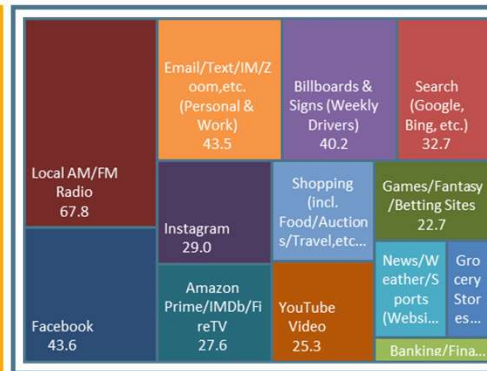 Local AM/FM
Radio
67.8
Facebook
43.6
Email/Text/IM/Z
oom,etc.
(Personal &
Work)
43.5
Billboards &
Signs (Weekly
Drivers)
40.2
Search
(Google,
Bing, etc.)
32.7
Instagram
29.0
Amazon
Prime/IMDb/Fi
reTV
27.6
Shopping
(incl.
Food/Auction
s/Travel,etc...
YouTube
Video
25.3
Games/Fantasy
/Betting Sites
22.7
News/W
eather/S
ports
(Websi...
Gro
cery
Stor
es...
Banking/Fina...